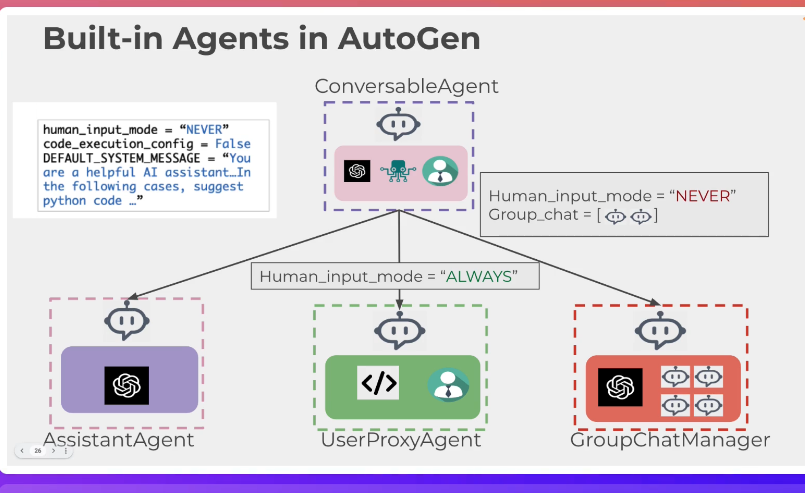 Built-in Agents in AutoGen
ConversableAgent
human_input_mode = “NEVER”
code_execution_config = False
DEFAULT_SYSTEM_MESSAGE = “You
are a helpful AI assistant…In
the following cases, suggest
python code …”
Human_input_mode = “NEVER”
Group_chat = [ ]
Human_input_mode = “ALWAYS”
</>
AssistantAgent
UserProxyAgent
GroupChatManager
26